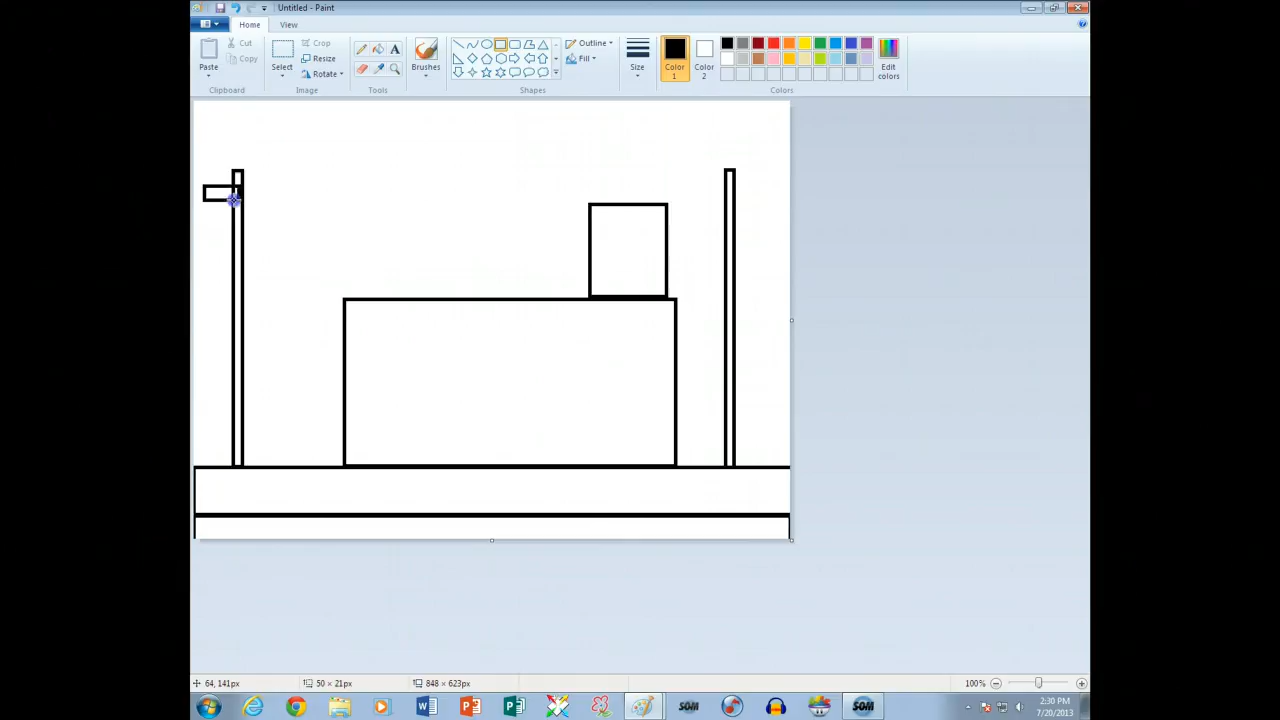 Untitled - Paint
Home View
Paste
Cut
Copy
Clipboard
Select
Crop
Resize
Rotate
Image
A
Tools
Brushes
Outline
Fill
Shapes
Size
Color 1
Color 2
Colors
Edit colors
64, 141px
50 × 21px
848 × 623px
100%
SOM
SOM
2:30 PM
7/20/2013